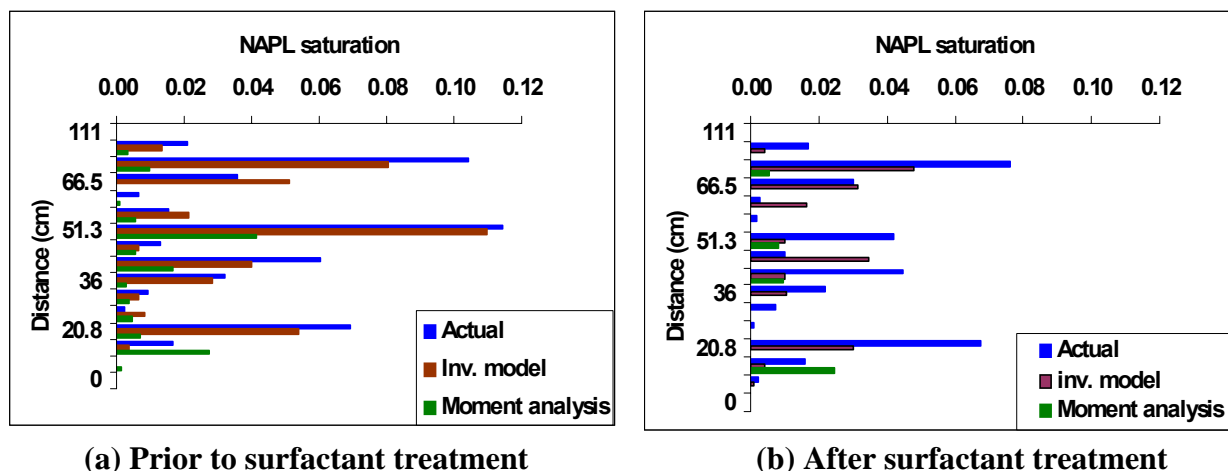 NAPL saturation
0.00 0.02 0.04 0.06 0.08 0.10 0.12
111
66.5
51.3
36
20.8
0
Distance (cm)
Actual
Inv. model
Moment analysis
(a) Prior to surfactant treatment
NAPL saturation
0.00 0.02 0.04 0.06 0.08 0.10 0.12
111
66.5
51.3
36
20.8
0
Distance (cm)
Actual
inv. model
Moment analysis
(b) After surfactant treatment